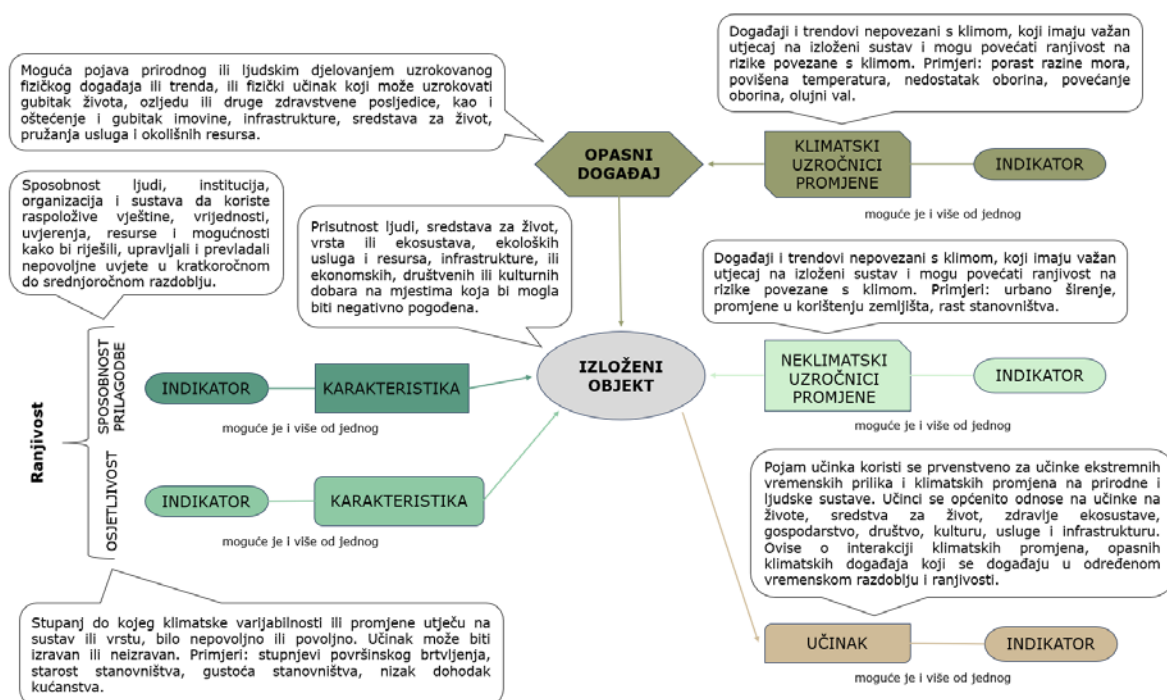 Događaji i trendovi nepovezani s klimom, koji imaju važan
utjecaj na izloženi sustav i mogu povećati ranjivost na
rizike povezane s klimom. Primjeri: porast razine mora,
povišena temperatura, nedostatak oborina, povećanje
oborina, olujni val.
Moguća pojava prirodnog ili ljudskim djelovanjem uzrokovanog
fizičkog događaja ili trenda, ili fizički učinak koji može uzrokovati
gubitak života, ozljedu ili druge zdravstvene posljedice, kao i
oštećenje i gubitak imovine, infrastrukture, sredstava za život,
pružanja usluga i okolišnih resursa.
OPASNI
DOGAĐAJ
KLIMATSKI
UZROČNICI
PROMJENE
INDIKATOR
moguće je i više od jednog
Sposobnost ljudi, institucija,
organizacija i sustava da koriste
raspoložive vještine, vrijednosti,
uvjerenja, resurse i mogućnosti
kako bi riješili, upravljali i prevladali
nepovoljne uvjete u kratkoročnom
do srednjoročnom razdoblju.
Prisutnost ljudi, sredstava za život,
vrsta ili ekosustava, ekoloških
usluga i resursa, infrastrukture, ili
ekonomskih, društvenih ili kulturnih
dobara na mjestima koja bi mogla
biti negativno pogođena.
Događaji i trendovi nepovezani s klimom, koji imaju važan
utjecaj na izloženi sustav i mogu povećati ranjivost na
rizike povezane s klimom. Primjeri: urbano širenje,
promjene u korištenju zemljišta, rast stanovništva.
Ranjivost
SPOSOBNOST
PRILAGODBE
INDIKATOR
KARAKTERISTIKA
moguće je i više od jednog
IZLOŽENI
OBJEKT
NEKLIMATSKI
UZROČNICI
PROMJENE
INDIKATOR
moguće je i više od jednog
OSJETLJIVOST
INDIKATOR
KARAKTERISTIKA
moguće je i više od jednog
Pojam učinka koristi se prvenstveno za učinke ekstremnih
vremenskih prilika i klimatskih promjena na prirodne i
ljudske sustave. Učinci se općenito odnose na učinke na
živote, sredstva za život, zdravlje ekosustave,
gospodarstvo, društvo, kulturu, usluge i infrastrukturu.
Ovise o interakciji klimatskih promjena, opasnih
klimatskih događaja koji se događaju u određenom
vremenskom razdoblju i ranjivosti.
Stupanj do kojeg klimatske varijabilnosti ili promjene utječu na
sustav ili vrstu, bilo nepovoljno ili povoljno. Učinak može biti
izravan ili neizravan. Primjeri: stupnjevi površinskog brtvljenja,
starost stanovništva, gustoća stanovništva, nizak dohodak
kućanstva.
UČINAK
INDIKATOR
moguće je i više od jednog